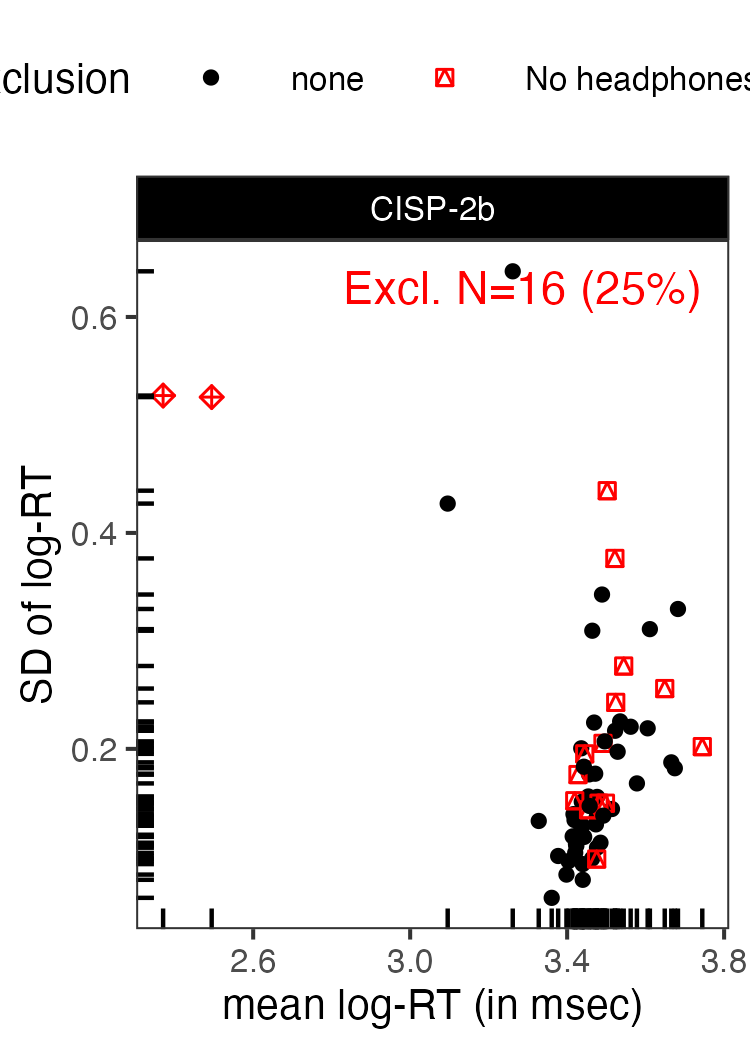 clusion none No headphones
CISP-2b
Excl. N=16 (25%)
0.6
0.4
0.2
SD of log-RT
2.6 3.0 3.4 3.8
mean log-RT (in msec)